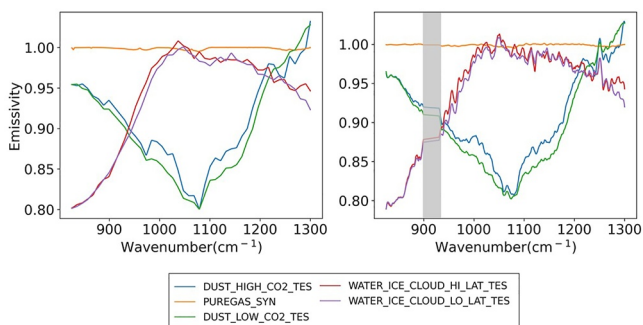 Emissivity
1.00
0.95
0.90
0.85
0.80
900 1000 1100 1200 1300
Wavenumber(cm⁻¹)
1.00
0.95
0.90
0.85
0.80
900 1000 1100 1200 1300
Wavenumber(cm⁻¹)
DUST_HIGH_CO2_TES
PUREGAS_SYN
DUST_LOW_CO2_TES
WATER_ICE_CLOUD_HI_LAT_TES
WATER_ICE_CLOUD_LO_LAT_TES